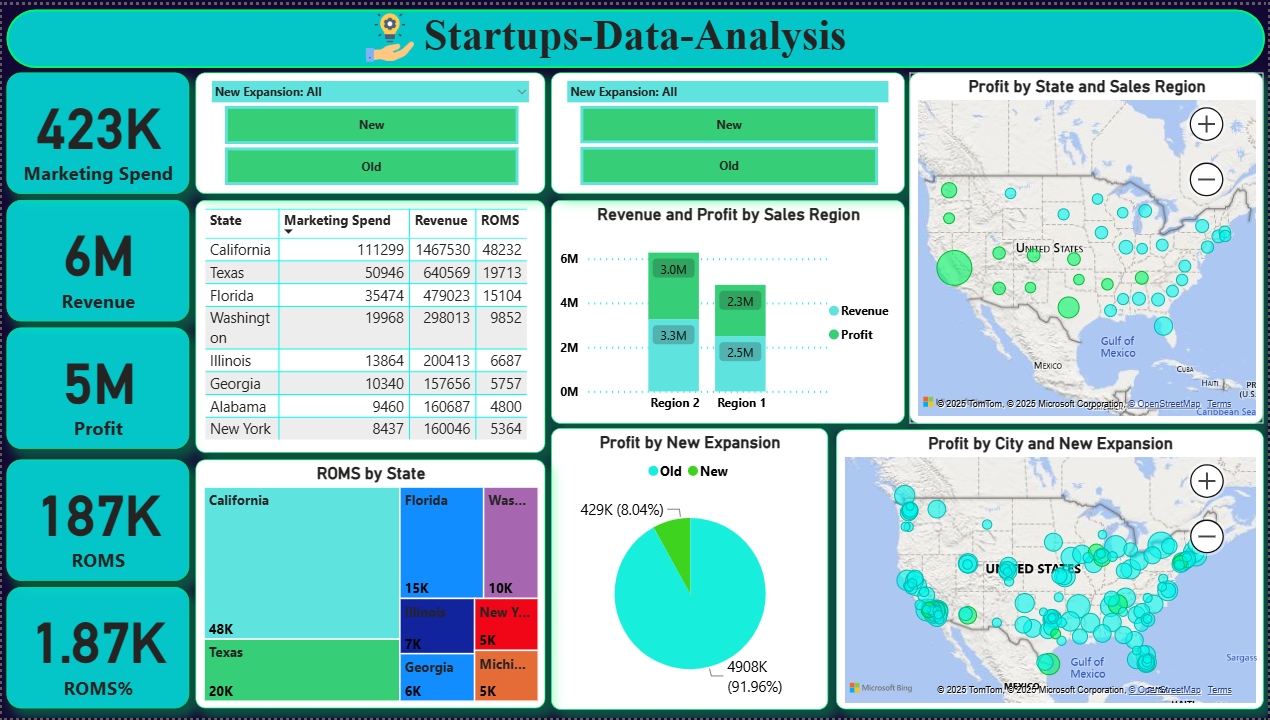 Startups-Data-Analysis
423K
Marketing Spend
6M
Revenue
5M
Profit
187K
ROMS
1.87K
ROMS%
New Expansion: All
New
Old
New Expansion: All
New
Old
State Marketing Spend Revenue ROMS
California 111299 1467530 48232
Texas 50946 640569 19713
Florida 35474 479023 15104
Washingt
on 19968 298013 9852
Illinois 13864 200413 6687
Georgia 10340 157656 5757
Alabama 9460 160687 4800
New York 8437 160046 5364
Revenue and Profit by Sales Region
6M
4M
2M
0M
3.0M
3.3M
2.3M
2.5M
Region 2 Region 1
Revenue
Profit
Profit by State and Sales Region
UNITED STATES
Gulf of
Mexico
MEXICO
CUBA
HAITI
PR
(U.S.
Caribbean Sea
© 2025 TomTom, © 2025 Microsoft Corporation, © OpenStreetMap Terms
ROMS by State
California
48K
Texas
20K
Florida
15K
Was...
10K
Illinois
7K
Georgia
6K
New Y...
5K
Michi...
5K
Profit by New Expansion
Old New
429K (8.04%)
4908K
(91.96%)
Profit by City and New Expansion
UNITED STATES
Gulf of
Mexico
MEXICO
Sargass
Microsoft Bing
© 2025 TomTom, © 2025 Microsoft Corporation, © OpenStreetMap Terms